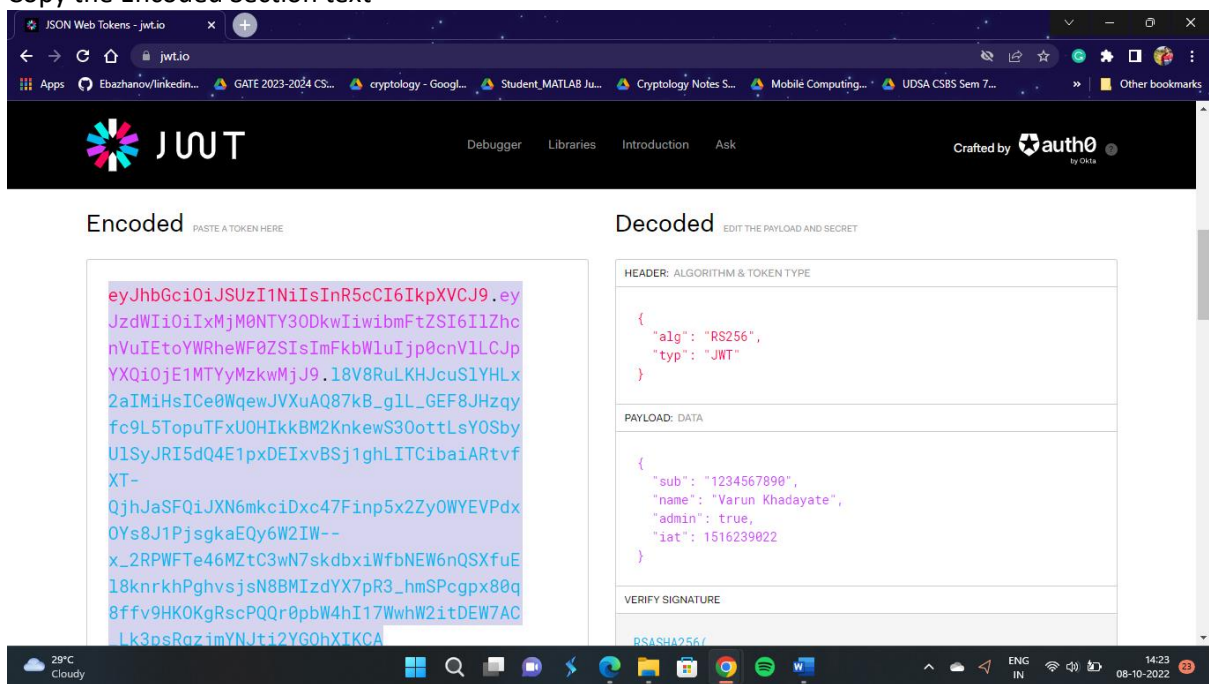 Copy the Encoded Section text
JSON Web Tokens - jwt.io
jwt.io
Apps Ebazhanov/linkedin... GATE 2023-2024 CS... cryptology - Googl... Student_MATLAB Ju... Cryptology Notes S... Mobile Computing... UDSA CSBS Sem 7... » Other bookmarks
JWT Debugger Libraries Introduction Ask Crafted by auth0
by Okta
Encoded PASTE A TOKEN HERE
eyJhbGciOiJSUzI1NiIsInR5cCI6IkpXVCJ9.ey
JzdWIiOiIxMjM0NTY3ODkwIiwibmFtZSI6IlZhc
nVuIEtoYWRheWF0ZSIsImFkbWluIjp0cnVlLCJp
YXQiOjE1MTYyMzkwMjJ9.l8V8RuLKHJcuSlYHLx
2aIMiHsICe0WqewJVXuAQ87kB_glL_GEF8JHzqy
fc9L5TopuTFxUOHIkkBM2KnkewS3OottLsYOSby
UlSyJRI5dQ4E1pxDEIxvBSj1ghLITCibaiARtvf
XT-
QjhJaSFQiJXN6mkciDxc47Finp5x2ZyOWYEVPdx
OYs8J1PjsgkaEQy6W2IW--
x_2RPWFTe46MZtC3wN7skdbxiWfbNEW6nQSXfuE
l8knrkhPghvsjsN8BMIzdYX7pR3_hmSPcgpx80q
8ffv9HKOKgRscPQQr0pbW4hI17WwhW2itDEW7AC
_Lk3psRqzjmYNJti2YGOhXIKCA
Decoded EDIT THE PAYLOAD AND SECRET
HEADER: ALGORITHM & TOKEN TYPE
{
"alg": "RS256",
"typ": "JWT"
}
PAYLOAD: DATA
{
"sub": "1234567890",
"name": "Varun Khadayate",
"admin": true,
"iat": 1516239022
}
VERIFY SIGNATURE
RSASHA256(
29°C
Cloudy
ENG
IN
14:23
08-10-2022
23